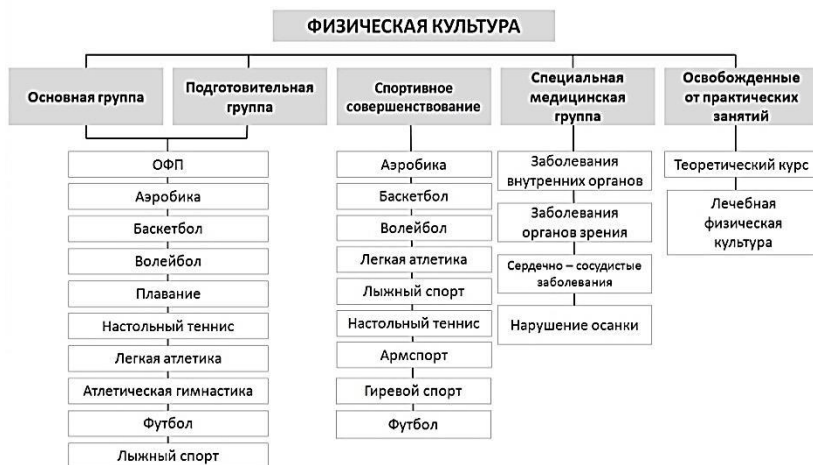 ФИЗИЧЕСКАЯ КУЛЬТУРА
Основная группа
Подготовительная
группа
Спортивное
совершенствование
Специальная
медицинская
группа
Освобожденные
от практических
занятий
ОФП
Аэробика
Баскетбол
Волейбол
Плавание
Настольный теннис
Легкая атлетика
Атлетическая гимнастика
Футбол
Лыжный спорт
Аэробика
Баскетбол
Волейбол
Легкая атлетика
Лыжный спорт
Настольный теннис
Армспорт
Гиревой спорт
Футбол
Заболевания
внутренних органов
Заболевания
органов зрения
Сердечно – сосудистые
заболевания
Нарушение осанки
Теоретический курс
Лечебная
физическая
культура